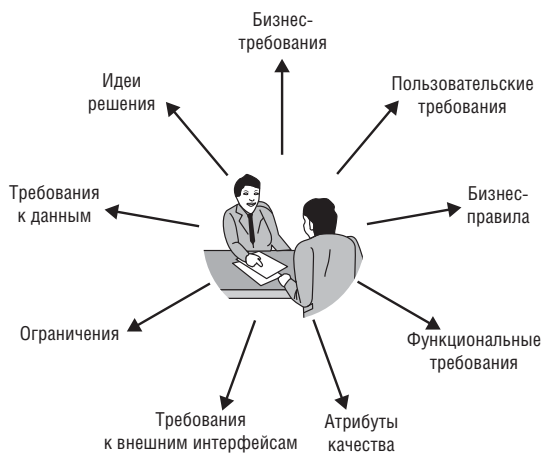 Бизнес-
требования
Идеи
решения
Пользовательские
требования
Требования
к данным
Бизнес-
правила
Ограничения
Функциональные
требования
Требования
к внешним интерфейсам
Атрибуты
качества